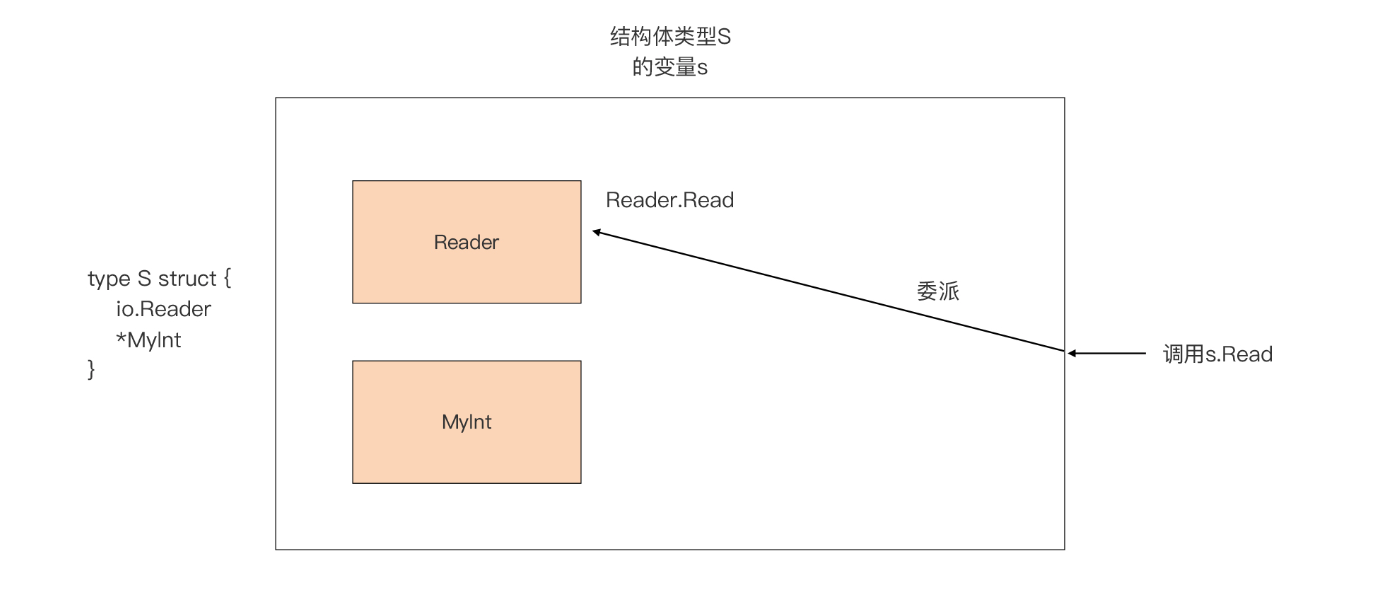 结构体类型S
的变量s
Reader.Read
Reader
委派
type S struct {
io.Reader
*MyInt
}
调用s.Read
MyInt